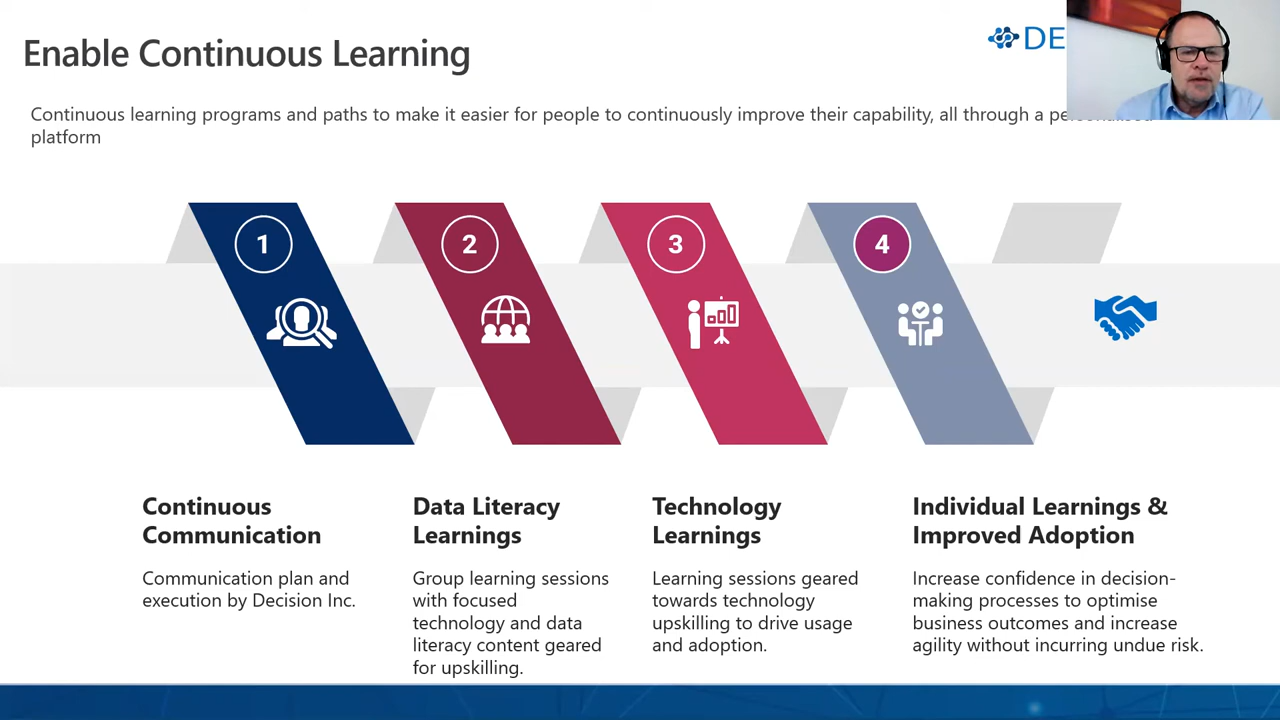 Enable Continuous Learning
DE
Continuous learning programs and paths to make it easier for people to continuously improve their capability, all through a
platform
1
2
3
4
Continuous
Communication
Communication plan and
execution by Decision Inc.
Data Literacy
Learnings
Group learning sessions
with focused
technology and data
literacy content geared
for upskilling.
Technology
Learnings
Learning sessions geared
towards technology
upskilling to drive usage
and adoption.
Individual Learnings &
Improved Adoption
Increase confidence in decision-
making processes to optimise
business outcomes and increase
agility without incurring undue risk.